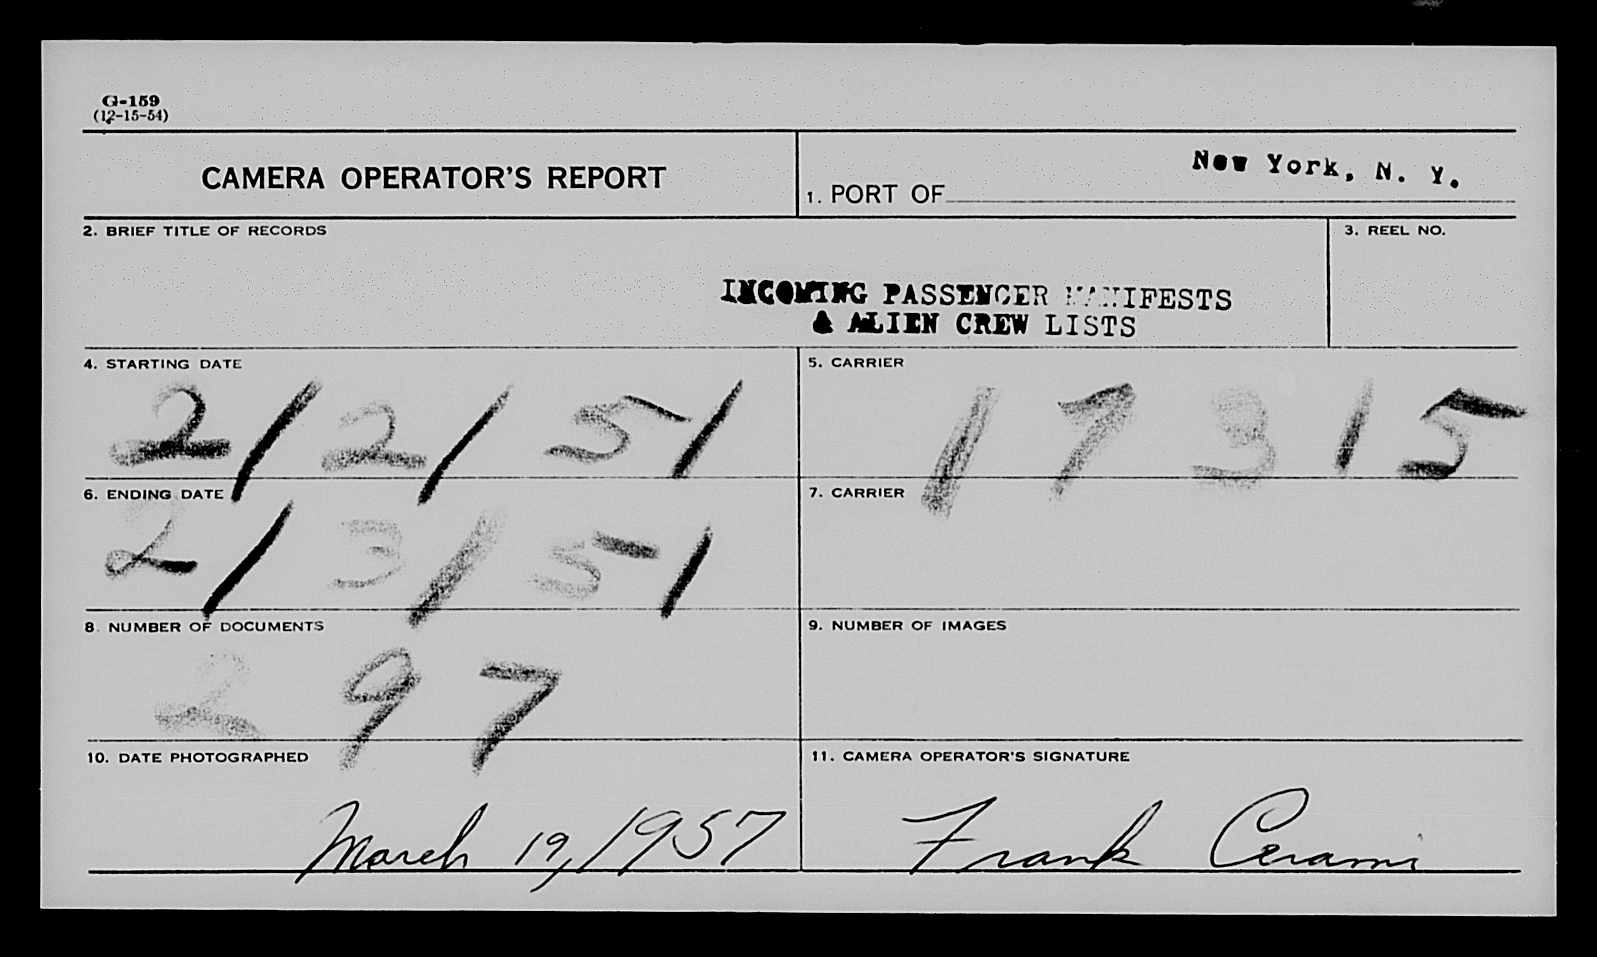 G-159
(12-15-54)
CAMERA OPERATOR'S REPORT
1. PORT OF New York, N. Y.
2. BRIEF TITLE OF RECORDS
3. REEL NO.
INCOMING PASSENGER MANIFESTS
& ALIEN CREW LISTS
4. STARTING DATE
5. CARRIER
2/2/51
17315
6. ENDING DATE
7. CARRIER
2/3/51
8. NUMBER OF DOCUMENTS
9. NUMBER OF IMAGES
297
10. DATE PHOTOGRAPHED
11. CAMERA OPERATOR'S SIGNATURE
March 19, 1957
Frank Cerami